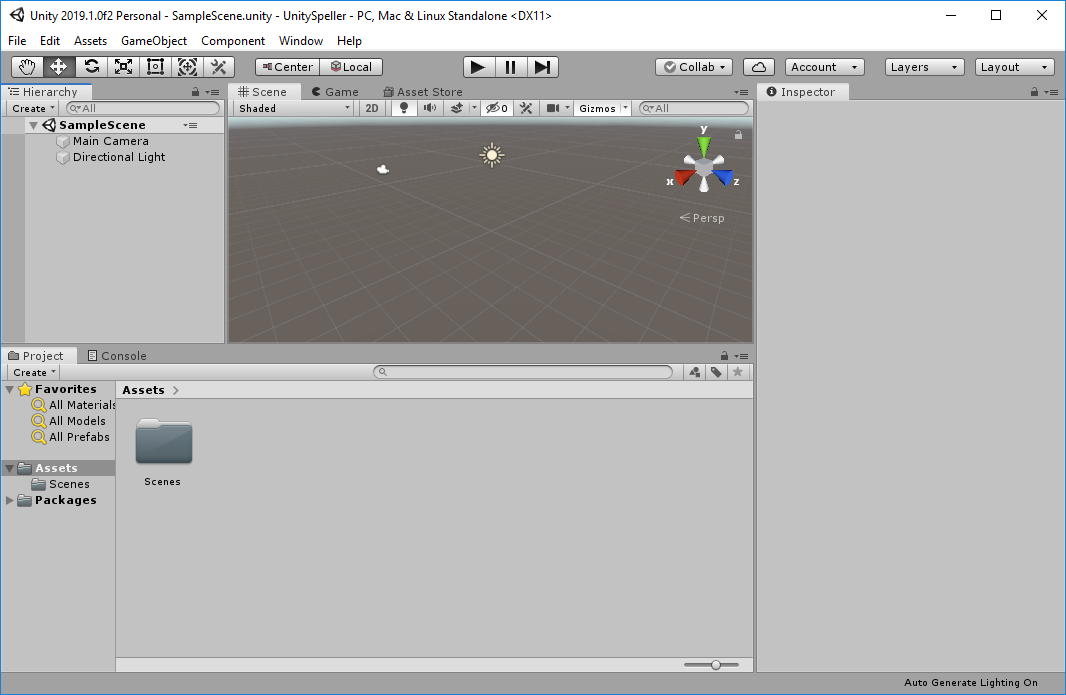 Unity 2019.1.0f2 Personal - SampleScene.unity - UnitySpeller - PC, Mac & Linux Standalone <DX11>
File Edit Assets GameObject Component Window Help
Center Local Collab Account Layers Layout
Hierarchy
Create All
SampleScene
Main Camera
Directional Light
Scene Game Asset Store
Shaded 2D 0 Gizmos All
y
x z
Persp
Inspector
Project Console
Create
Favorites
All Materials
All Models
All Prefabs
Assets
Scenes
Packages
Assets
Scenes
Auto Generate Lighting On